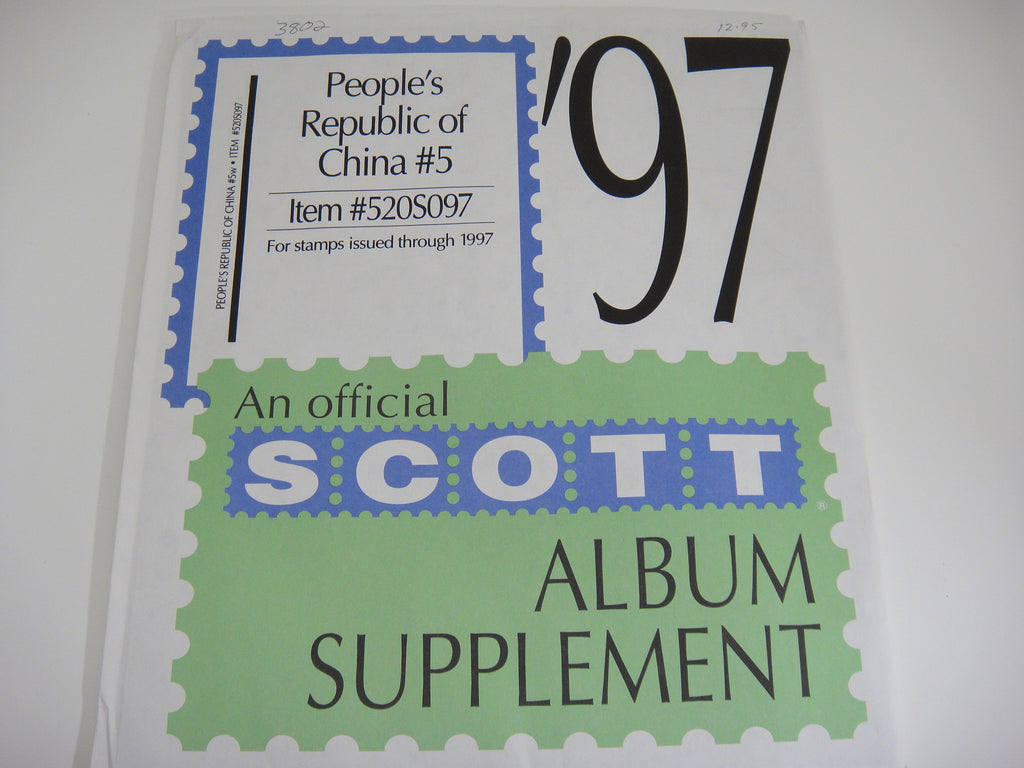 3802
12.95
People's
Republic of
China #5
Item #520S097
For stamps issued through 1997
PEOPLE'S REPUBLIC OF CHINA #5w • ITEM #520S097
'97
An official
SCOTT®
ALBUM
SUPPLEMENT